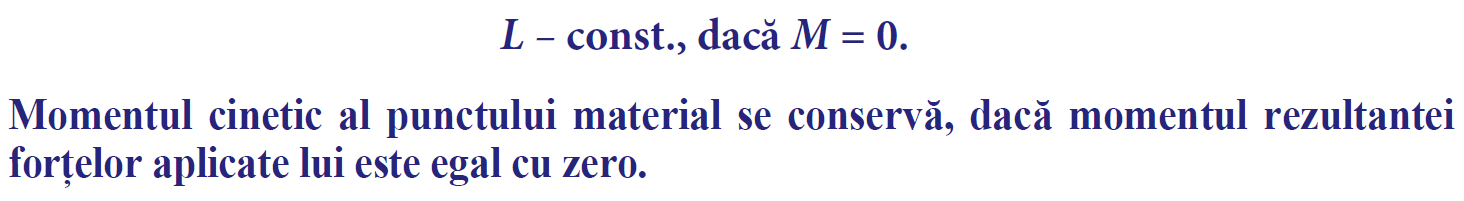 L – const., dacă M = 0.
Momentul cinetic al punctului material se conservă, dacă momentul rezultantei
forțelor aplicate lui este egal cu zero.